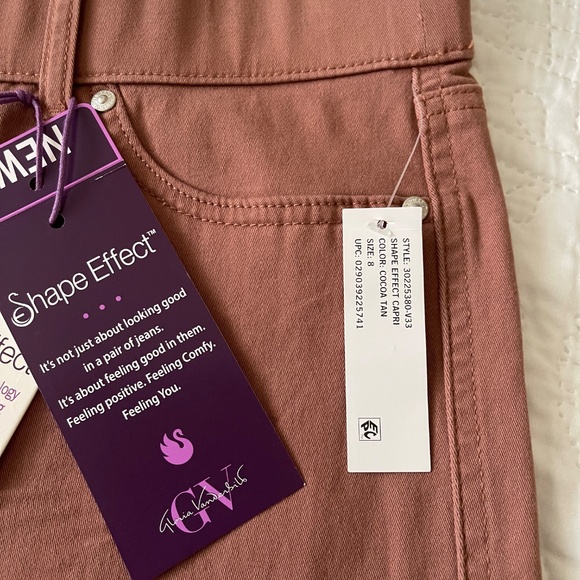 NEW
Shape Effect™
It's not just about looking good
in a pair of jeans.
It's about feeling good in them.
Feeling positive. Feeling Comfy.
Feeling You.
GV
Gloria Vanderbilt
STYLE: 30225380-V33
SHAPE EFFECT CAPRI
COLOR: COCOA TAN
SIZE: 8
UPC: 029039225741